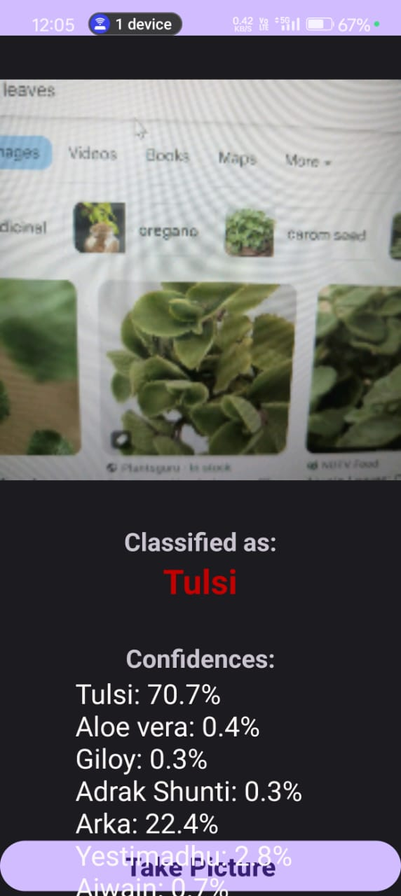 12:05
1 device
0.42
KB/S
67%
leaves
Images
Videos
Books
Maps
More
oregano
carom seed
Plantsguru · In stock
NDTV Food
Classified as:
Tulsi
Confidences:
Tulsi: 70.7%
Aloe vera: 0.4%
Giloy: 0.3%
Adrak Shunti: 0.3%
Arka: 22.4%
Yestimadhu: 2.8%
Take Picture
Ajwain: 0.7%